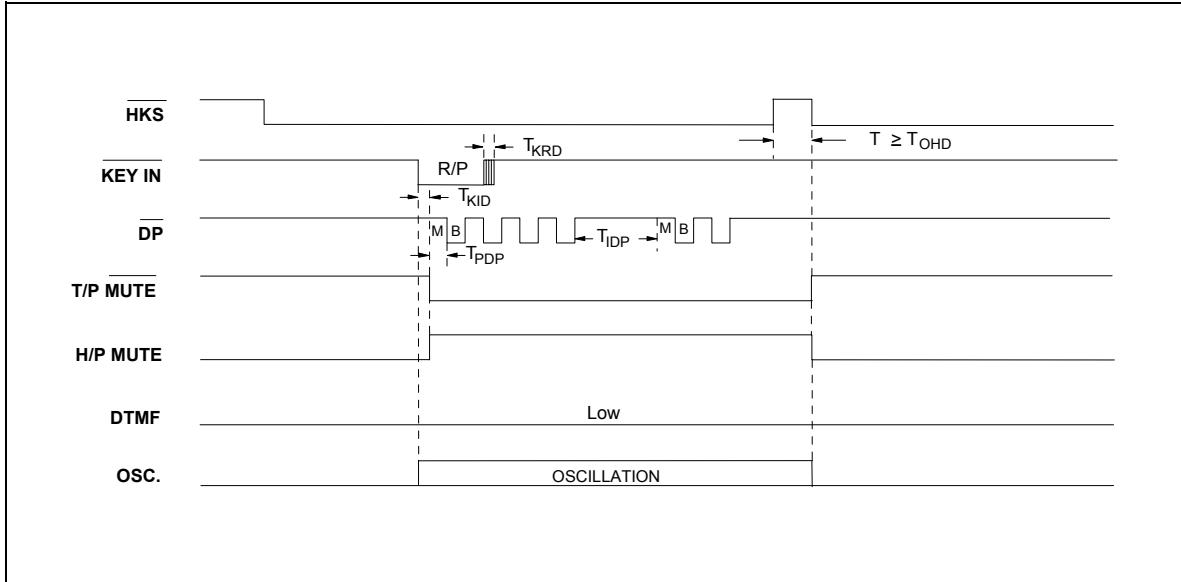 HKS
T ≥ TOHD
TKRD
KEY IN
R/P
TKID
DP
M B
TIDP
M B
TPDP
T/P MUTE
H/P MUTE
DTMF
Low
OSC.
OSCILLATION